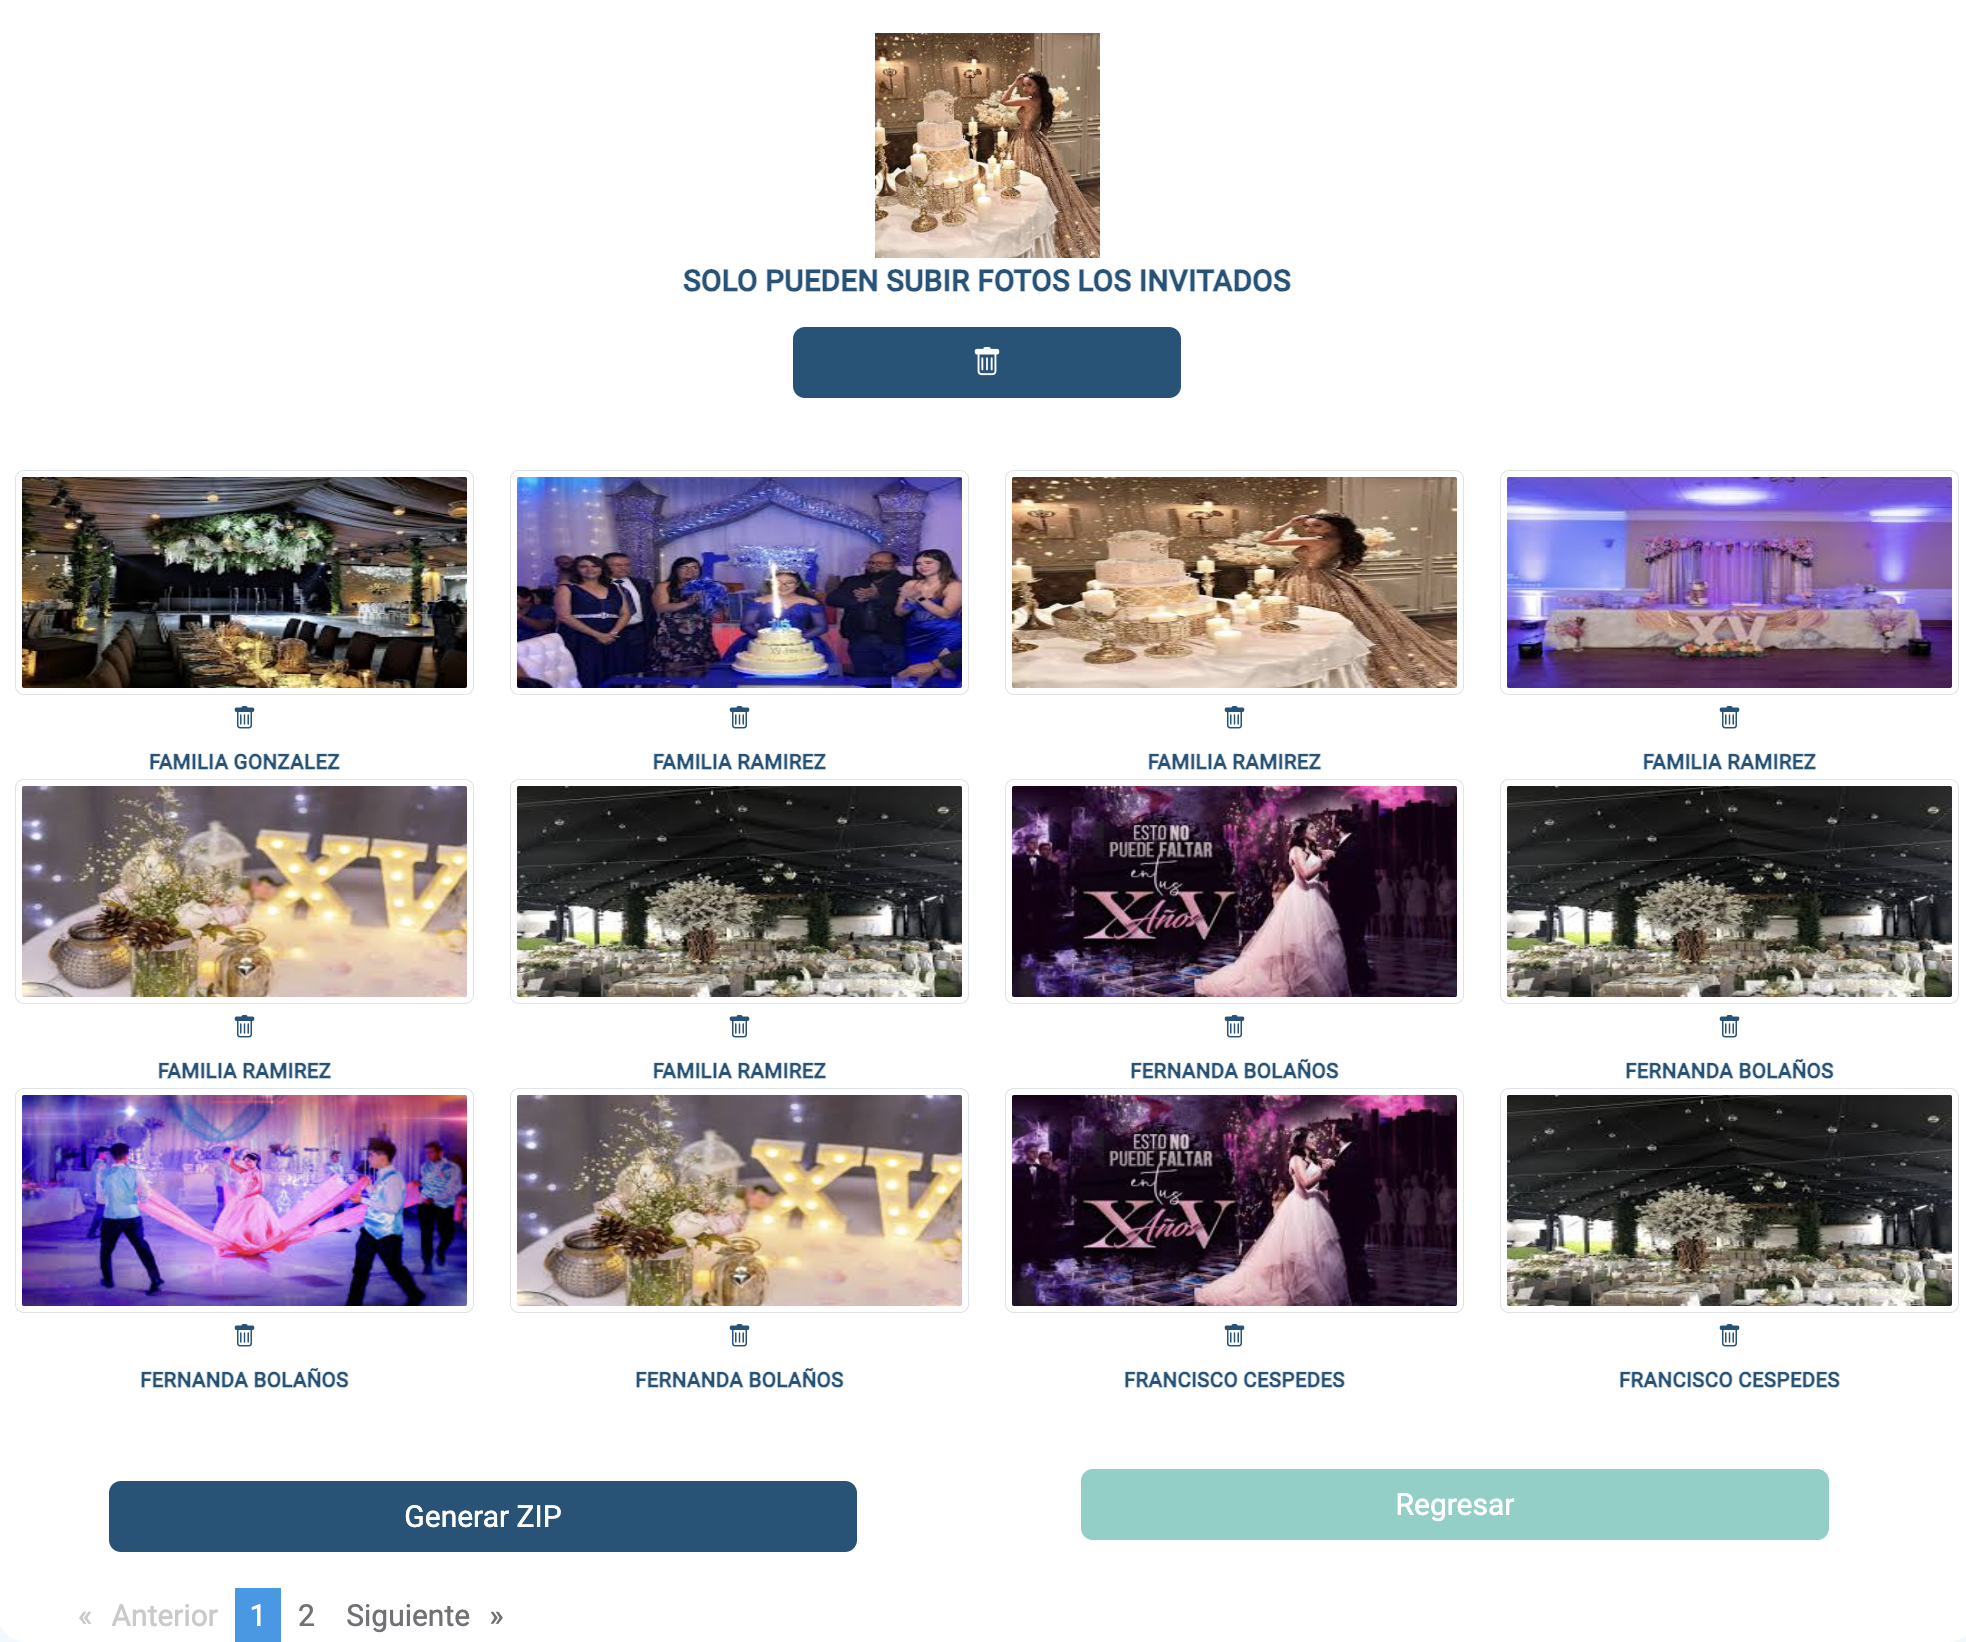 SOLO PUEDEN SUBIR FOTOS LOS INVITADOS
XV
FAMILIA GONZALEZ
FAMILIA RAMIREZ
FAMILIA RAMIREZ
FAMILIA RAMIREZ
XV
ESTO NO
PUEDE FALTAR
en tus
XV
Años
FAMILIA RAMIREZ
FAMILIA RAMIREZ
FERNANDA BOLAÑOS
FERNANDA BOLAÑOS
XV
ESTO NO
PUEDE FALTAR
en tus
XV
Años
FERNANDA BOLAÑOS
FERNANDA BOLAÑOS
FRANCISCO CESPEDES
FRANCISCO CESPEDES
Generar ZIP
Regresar
« Anterior 1 2 Siguiente »